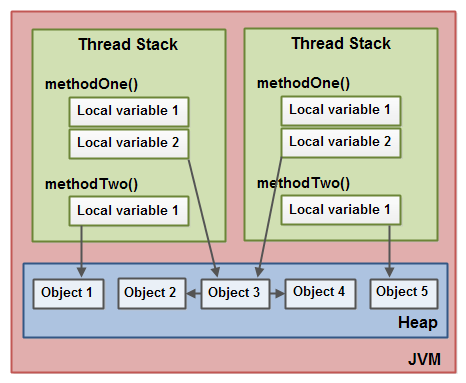 Thread Stack
methodOne()
Local variable 1
Local variable 2
methodTwo()
Local variable 1
Thread Stack
methodOne()
Local variable 1
Local variable 2
methodTwo()
Local variable 1
Object 1
Object 2
Object 3
Object 4
Object 5
Heap
JVM